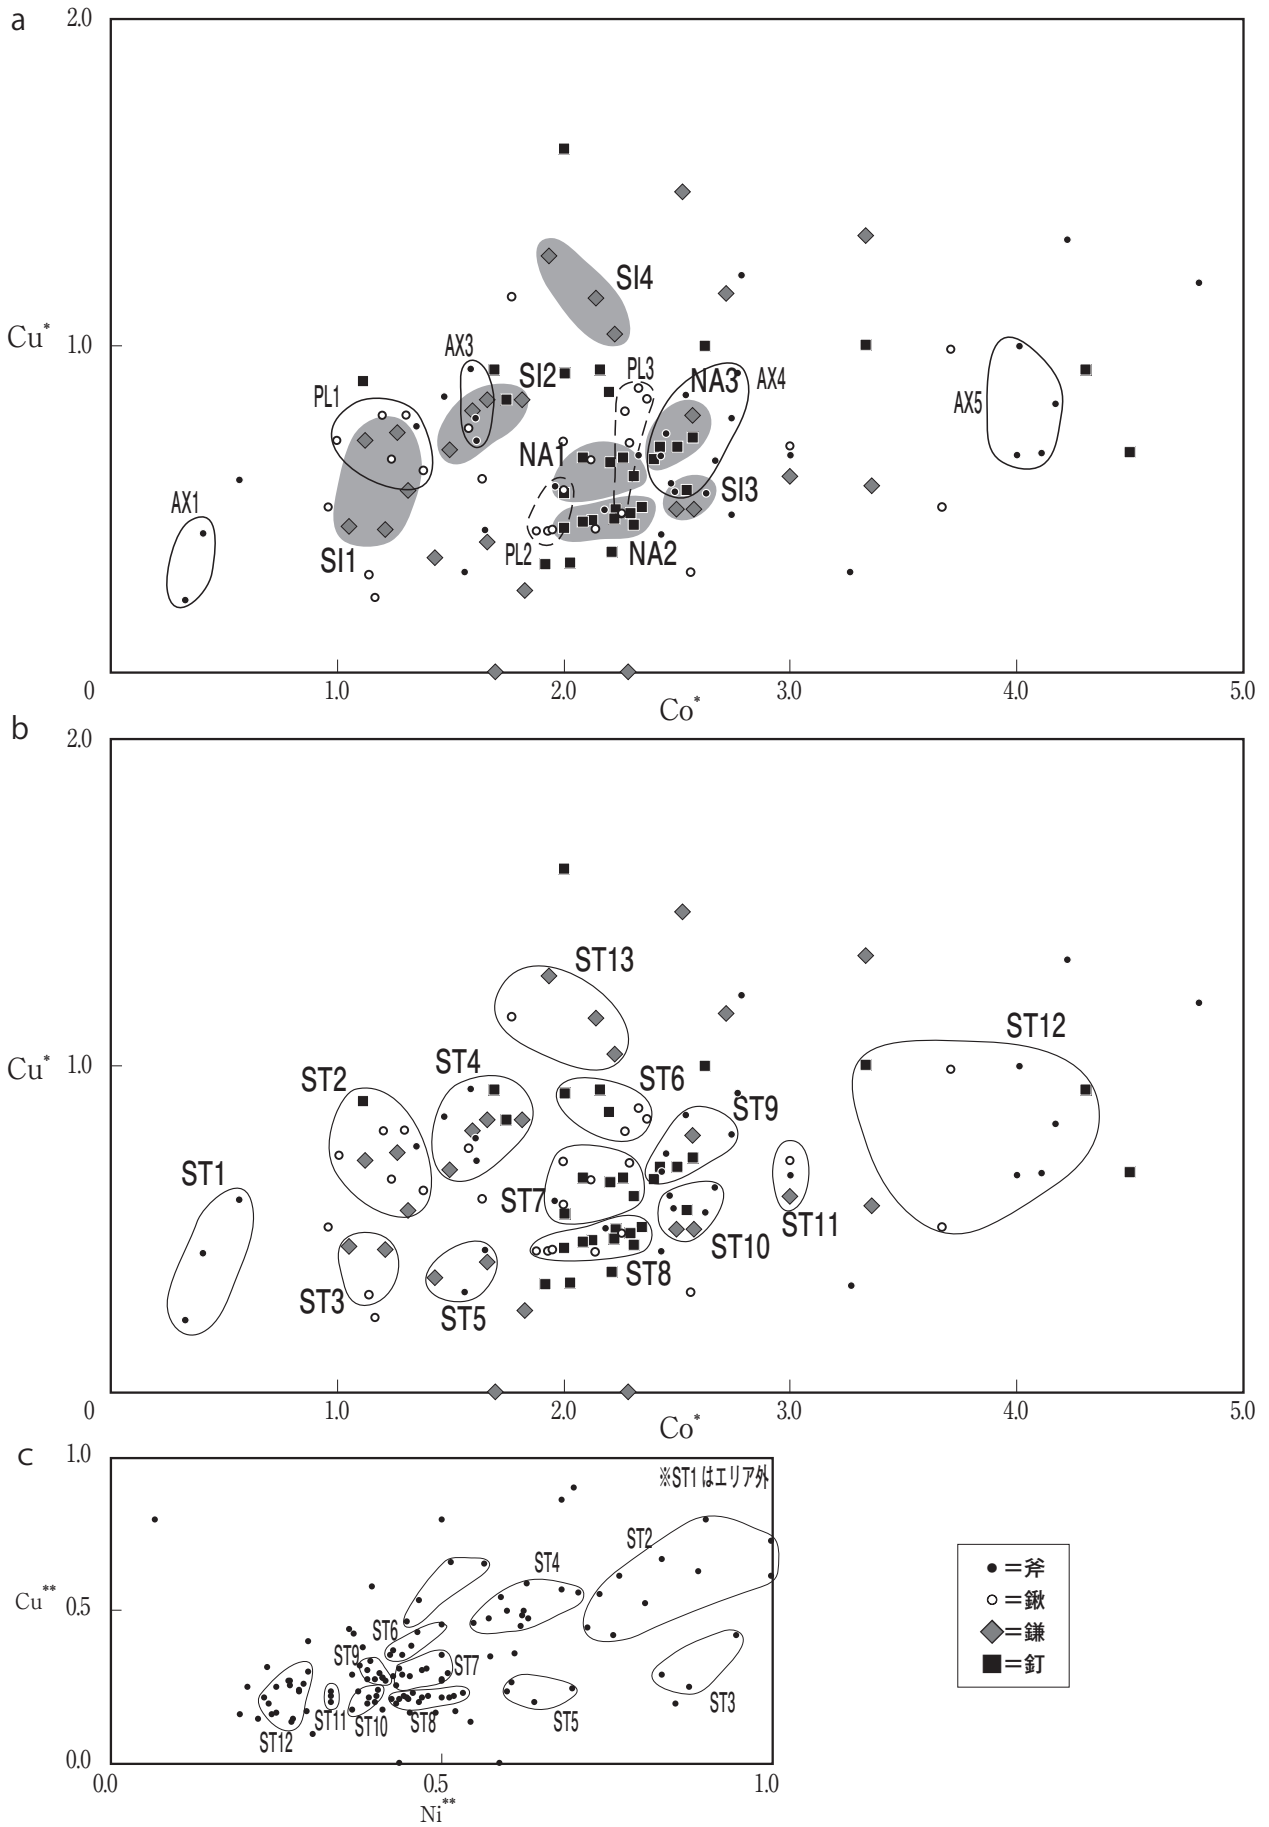 a
2.0
Cu*
1.0
0
1.0
2.0
3.0
4.0
5.0
Co*
AX1
PL1
SI1
AX3
SI2
SI4
PL3
NA1
PL2
NA2
NA3
AX4
SI3
AX5
b
2.0
Cu*
1.0
0
1.0
2.0
3.0
4.0
5.0
Co*
ST1
ST2
ST3
ST4
ST5
ST13
ST6
ST7
ST8
ST9
ST10
ST11
ST12
c
1.0
Cu**
0.5
0.0
0.0
0.5
1.0
Ni**
※ST1はエリア外
ST2
ST4
ST6
ST9
ST7
ST3
ST11
ST10
ST8
ST5
ST12
●=斧
○=鍬
◆=鎌
■=釘